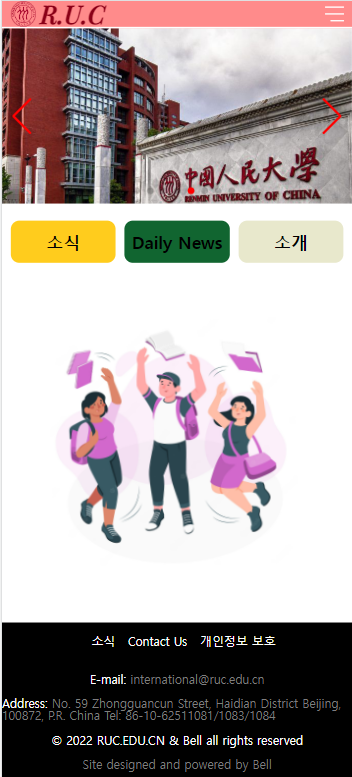 R.U.C
中國人民大學
RENMIN UNIVERSITY OF CHINA
소식
Daily News
소개
소식 Contact Us 개인정보 보호
E-mail: international@ruc.edu.cn
Address: No. 59 Zhongguancun Street, Haidian District Beijing,
100872, P.R. China Tel: 86-10-62511081/1083/1084
© 2022 RUC.EDU.CN & Bell all rights reserved
Site designed and powered by Bell